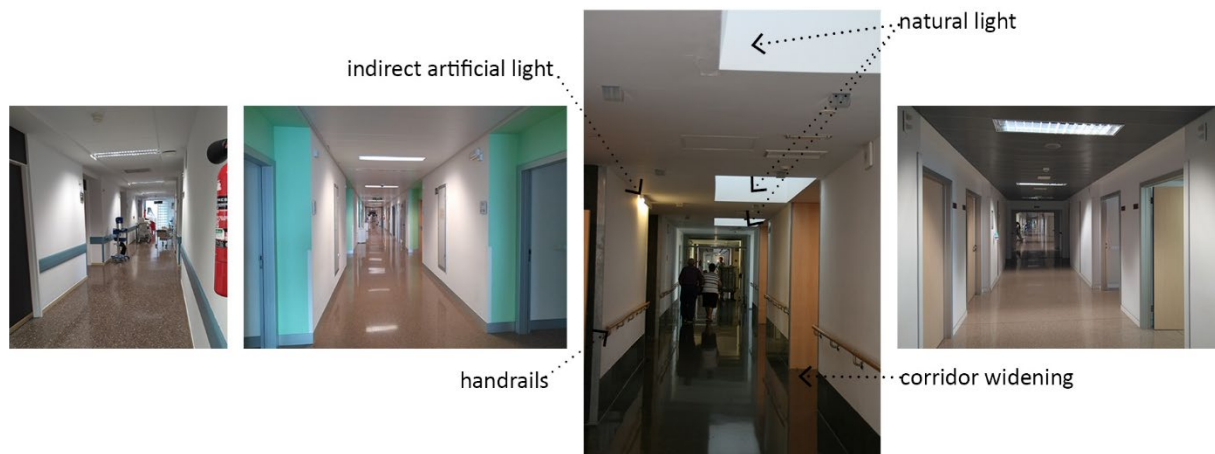 natural light
indirect artificial light
handrails
corridor widening